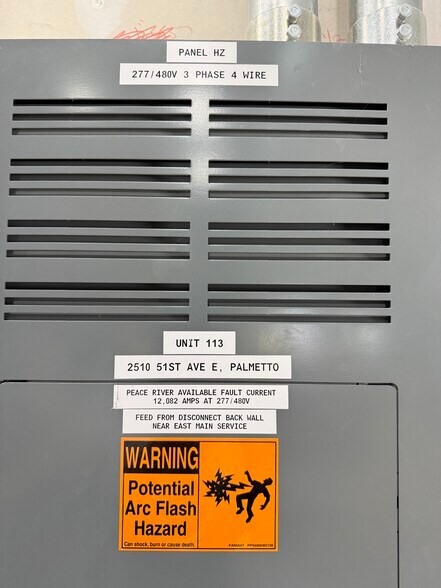 PANEL HZ
277/480V 3 PHASE 4 WIRE
UNIT 113
2510 51ST AVE E, PALMETTO
PEACE RIVER AVAILABLE FAULT CURRENT
12,082 AMPS AT 277/480V
FEED FROM DISCONNECT BACK WALL
NEAR EAST MAIN SERVICE
WARNING
Potential
Arc Flash
Hazard
Can shock, burn or cause death.
PANDUIT